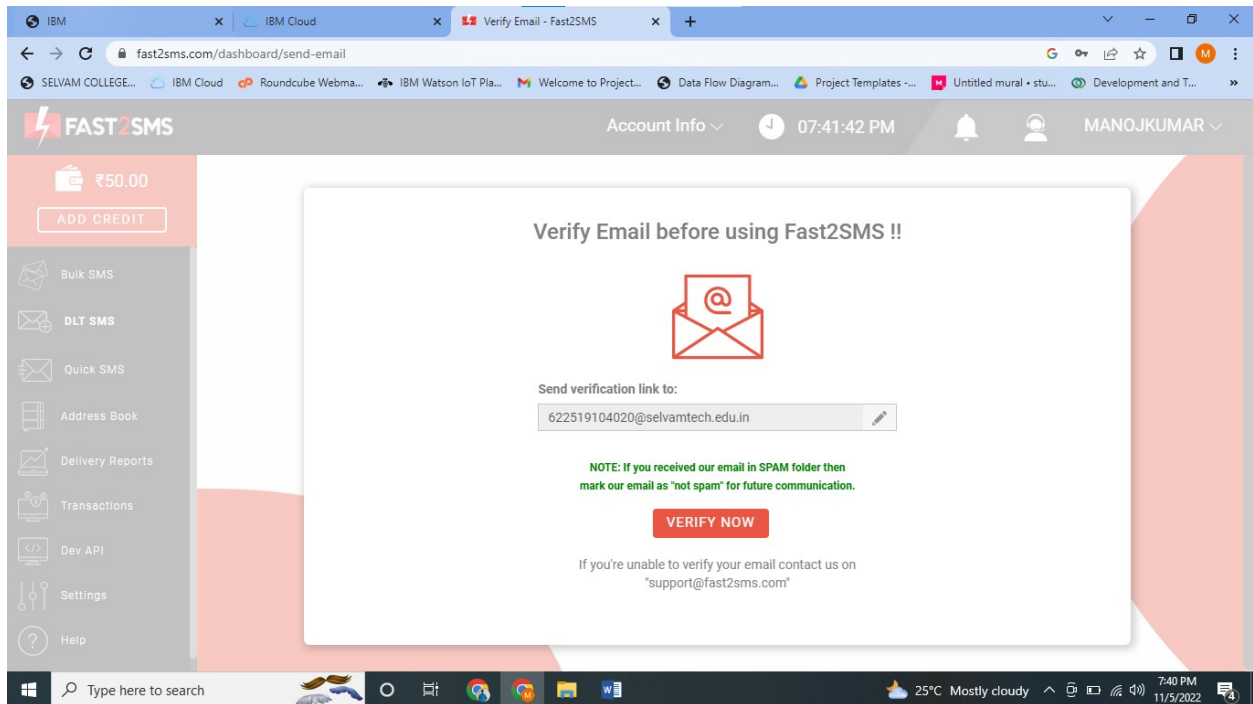 IBM
IBM Cloud
Verify Email - Fast2SMS
fast2sms.com/dashboard/send-email
M
SELVAM COLLEGE...
IBM Cloud
Roundcube Webma...
IBM Watson IoT Pla...
Welcome to Project...
Data Flow Diagram...
Project Templates -...
Untitled mural • stu...
Development and T...
»
FAST2SMS
Account Info
07:41:42 PM
MANOJKUMAR
₹50.00
ADD CREDIT
Bulk SMS
DLT SMS
Quick SMS
Address Book
Delivery Reports
Transactions
Dev API
Settings
Help
Verify Email before using Fast2SMS !!
@
Send verification link to:
622519104020@selvamtech.edu.in
NOTE: If you received our email in SPAM folder then
mark our email as "not spam" for future communication.
VERIFY NOW
If you're unable to verify your email contact us on
"support@fast2sms.com"
Type here to search
25°C Mostly cloudy
7:40 PM
11/5/2022
4